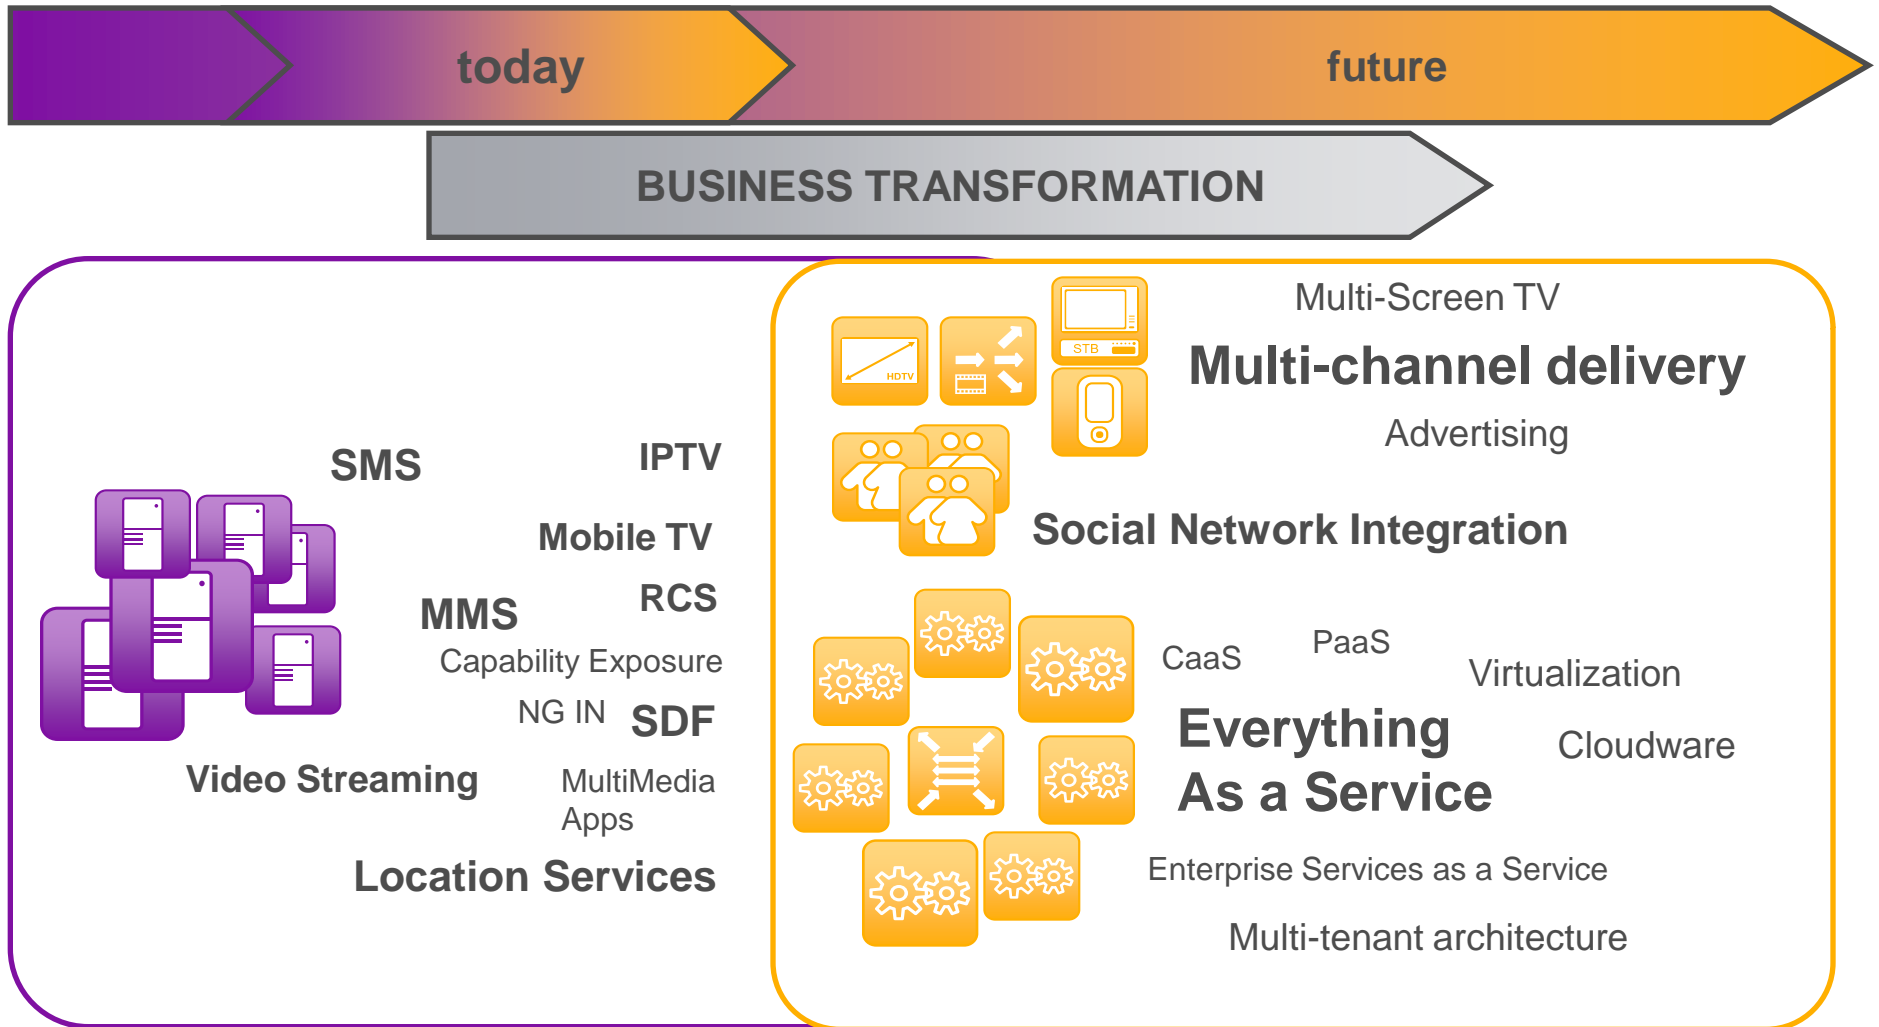 today
future
BUSINESS TRANSFORMATION
SMS
IPTV
Mobile TV
MMS
RCS
Capability Exposure
NG IN
SDF
Video Streaming
MultiMedia
Apps
Location Services
HDTV
STB
Multi-Screen TV
Multi-channel delivery
Advertising
Social Network Integration
CaaS
PaaS
Virtualization
Everything
As a Service
Cloudware
Enterprise Services as a Service
Multi-tenant architecture